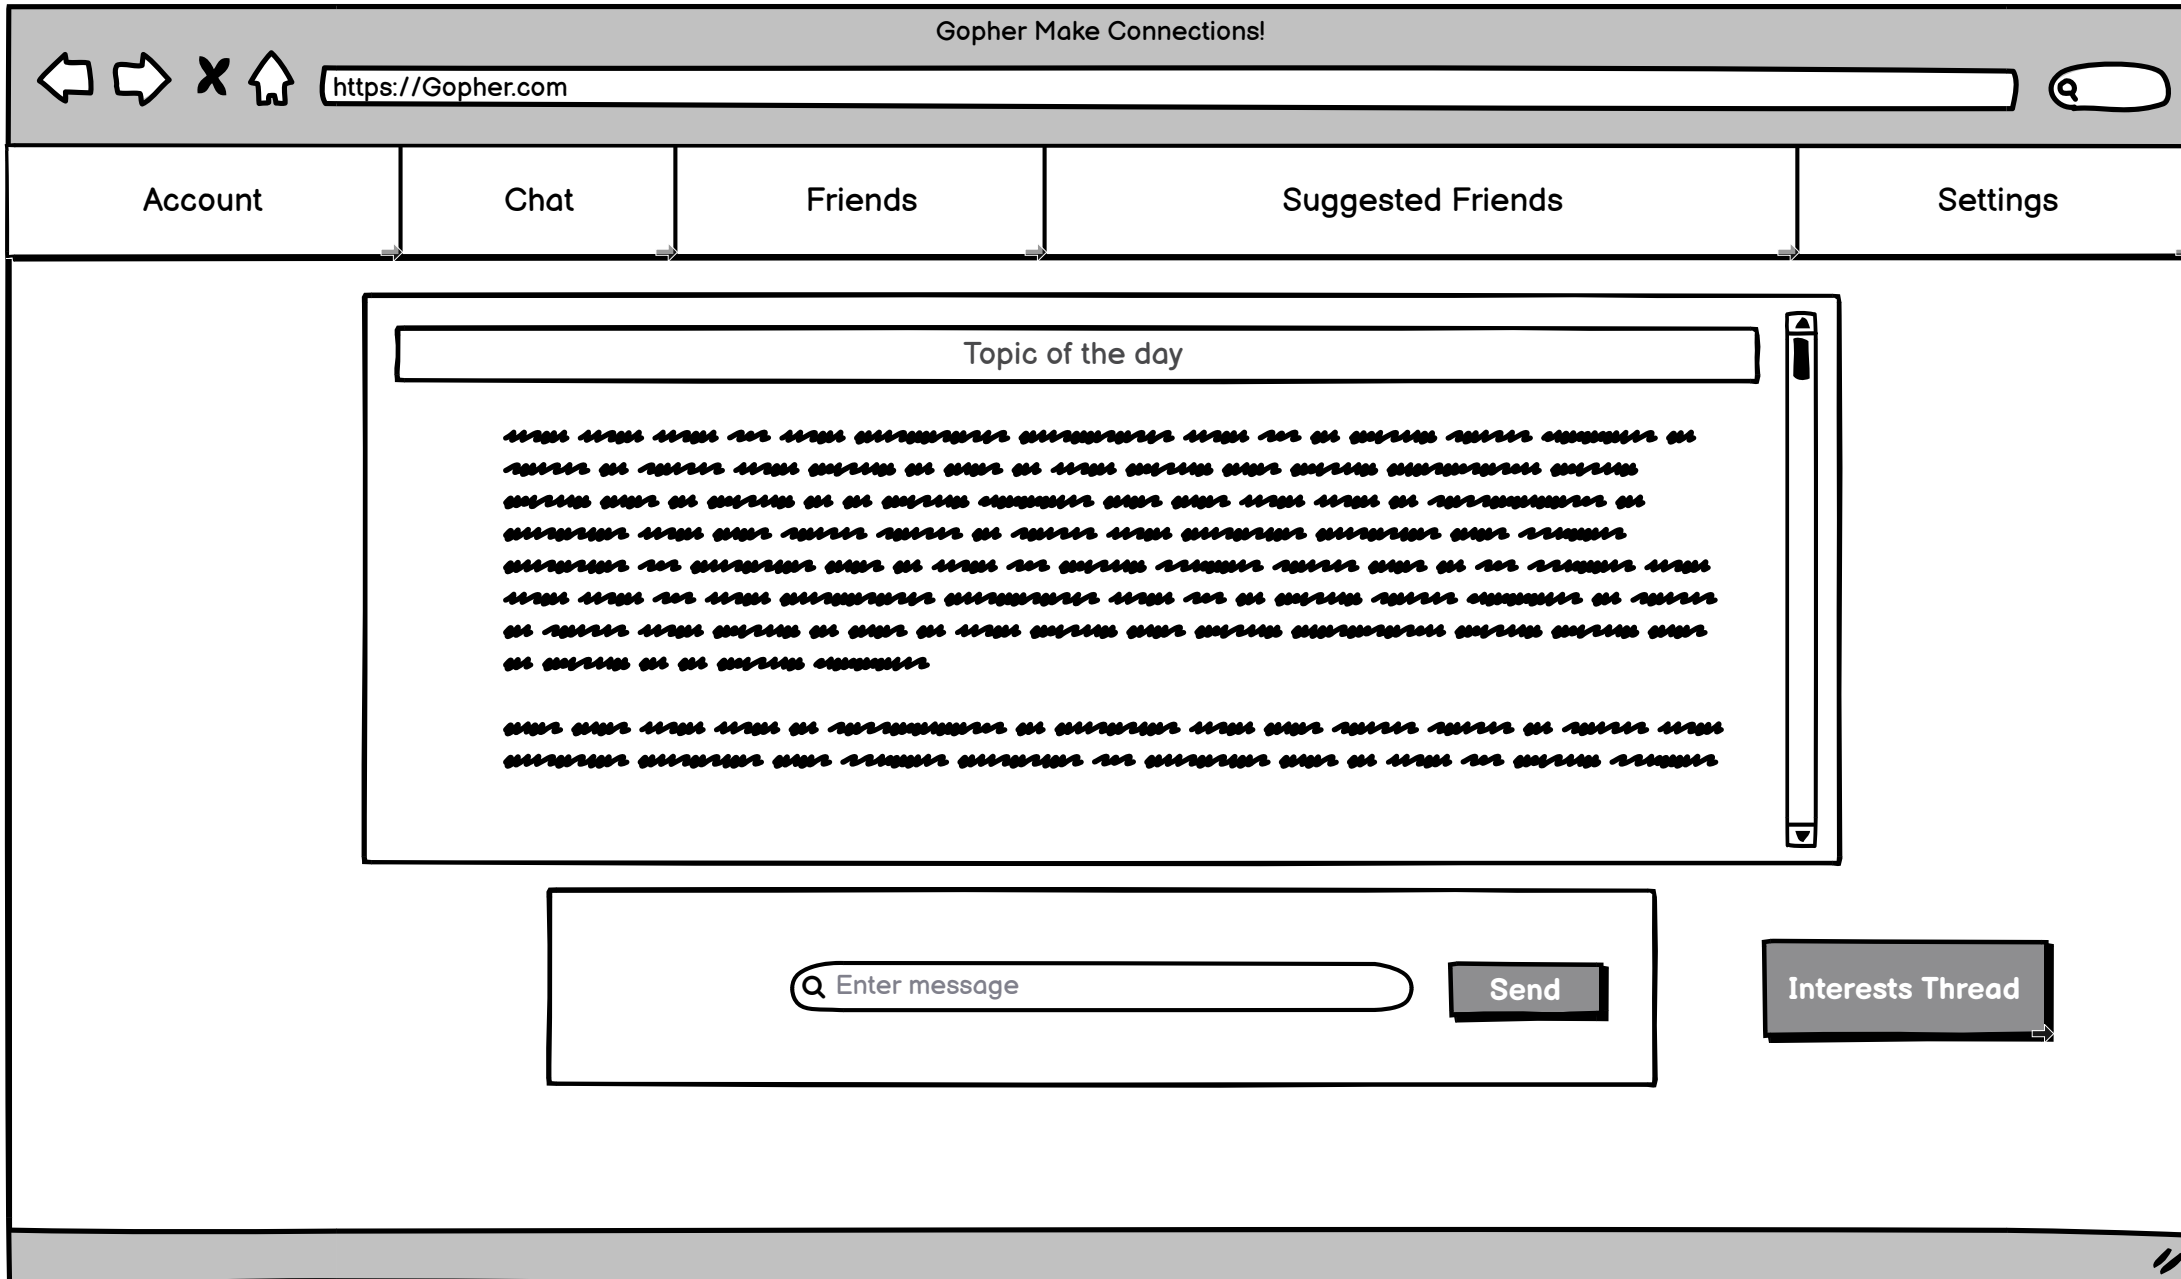 Gopher Make Connections!
https://Gopher.com
Account
Chat
Friends
Suggested Friends
Settings
Topic of the day
Enter message
Send
Interests Thread